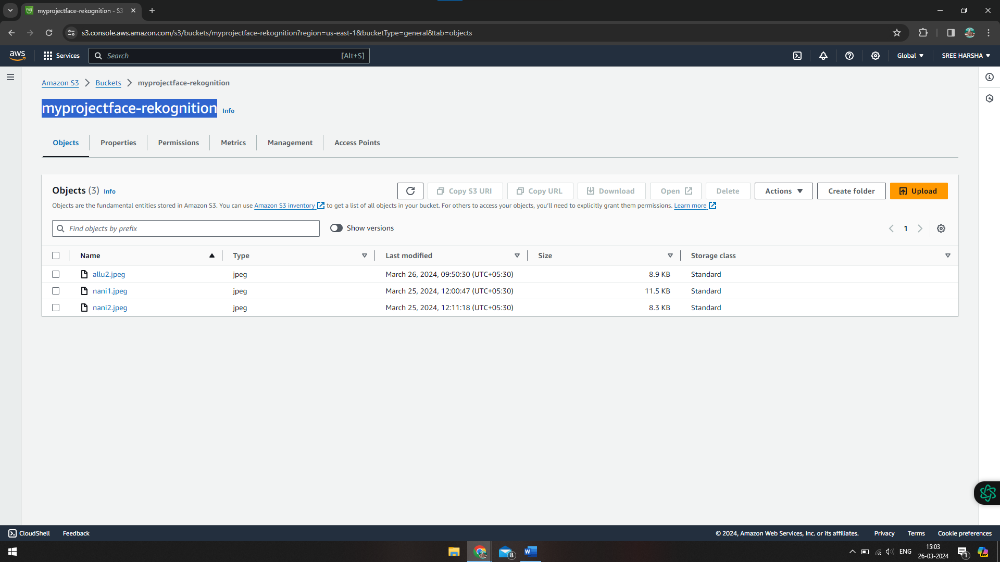 myprojectface-rekognition - S3
s3.console.aws.amazon.com/s3/buckets/myprojectface-rekognition?region=us-east-1&bucketType=general&tab=objects
aws Services Search [Alt+S] Global SREE HARSHA
Amazon S3 Buckets myprojectface-rekognition
myprojectface-rekognition Info
Objects Properties Permissions Metrics Management Access Points
Objects (3) Info Copy S3 URI Copy URL Download Open Delete Actions Create folder Upload
Objects are the fundamental entities stored in Amazon S3. You can use Amazon S3 inventory to get a list of all objects in your bucket. For others to access your objects, you'll need to explicitly grant them permissions. Learn more
Find objects by prefix Show versions 1
Name Type Last modified Size Storage class
allu2.jpeg jpeg March 26, 2024, 09:50:30 (UTC+05:30) 8.9 KB Standard
nani1.jpeg jpeg March 25, 2024, 12:00:47 (UTC+05:30) 11.5 KB Standard
nani2.jpeg jpeg March 25, 2024, 12:11:18 (UTC+05:30) 8.3 KB Standard
CloudShell Feedback © 2024, Amazon Web Services, Inc. or its affiliates. Privacy Terms Cookie preferences
8 W ENG 15:03 1 PRE
26-03-2024